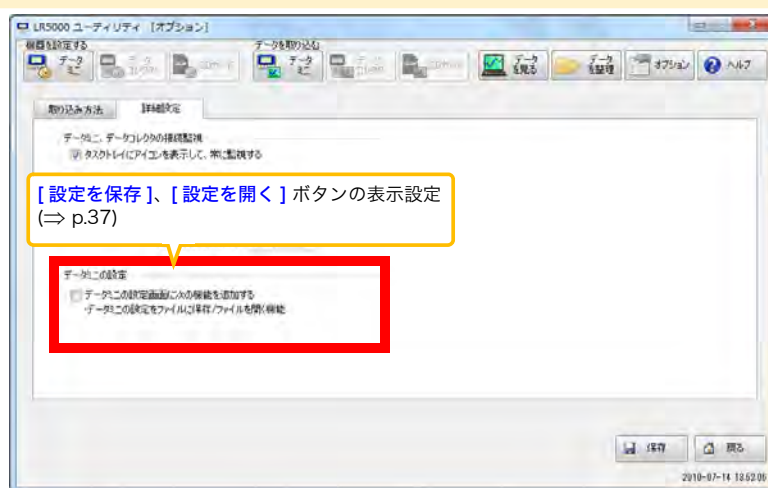 LR5000 ユーティリティ [オプション]
機器を設定する
データを取り込む
データ
ミニ
データ
ミニ
データ
を見る
データ
を整理
オプション
ヘルプ
取り込み方法
詳細設定
データミニ、データコレクタの接続監視
タスクトレイにアイコンを表示して、常に監視する
[ 設定を保存 ]、[ 設定を開く ] ボタンの表示設定
(⇒ p.37)
データミニの設定
データミニの設定画面に次の機能を追加する
・データミニの設定をファイルに保存/ファイルを開く機能
保存
戻る